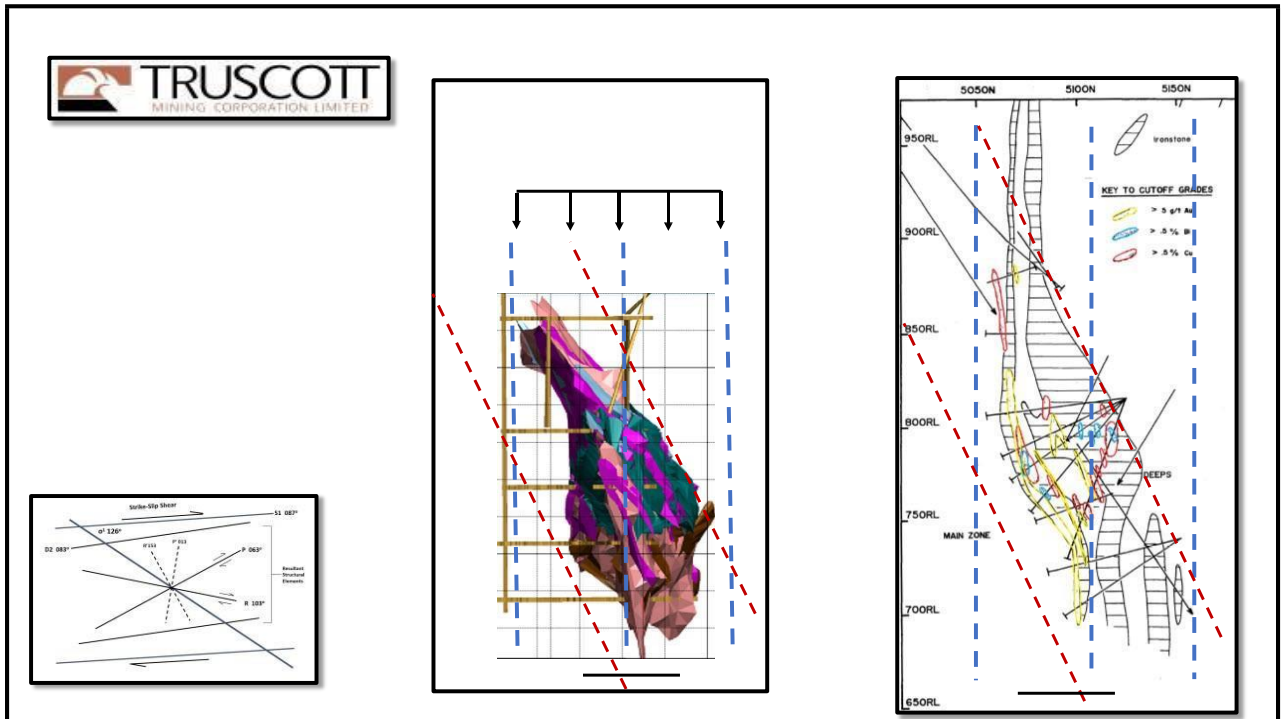 TRUSCOTT
MINING CORPORATION LIMITED
Strike-Slip Shear
S1 087°
σ¹ 126°
D2 083°
P 063°
Resultant
Structural
Elements
R 103°
5050N 5100N 5150N
950RL
Ironstone
KEY TO CUTOFF GRADES
> 5 g/t Au
900RL
> .5 % Bi
> .5 % Cu
850RL
800RL
DEEPS
750RL
MAIN ZONE
700RL
650RL